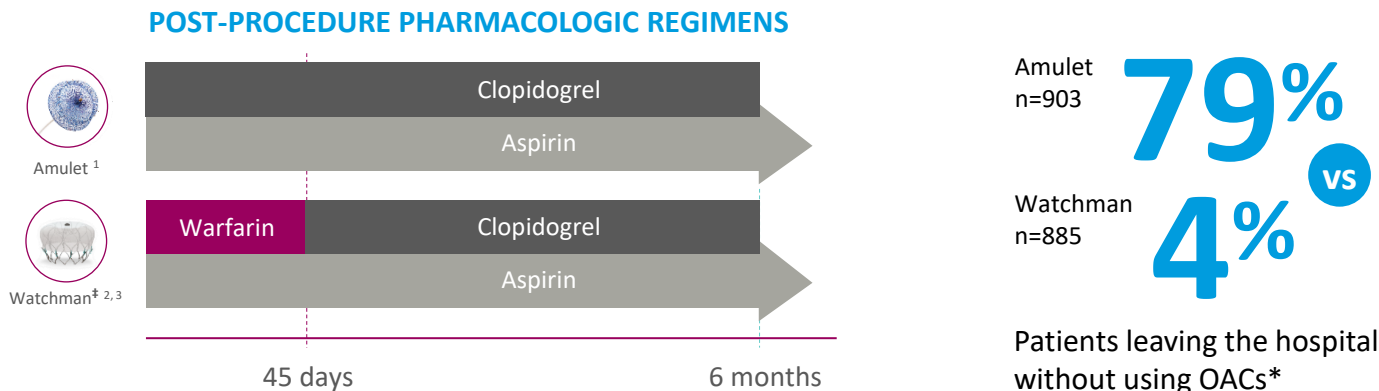 POST-PROCEDURE PHARMACOLOGIC REGIMENS
Amulet ¹
Clopidogrel
Aspirin
Watchman‡ ²,³
Warfarin
Clopidogrel
Aspirin
45 days
6 months
Amulet
n=903
79%
vs
Watchman
n=885
4%
Patients leaving the hospital
without using OACs*